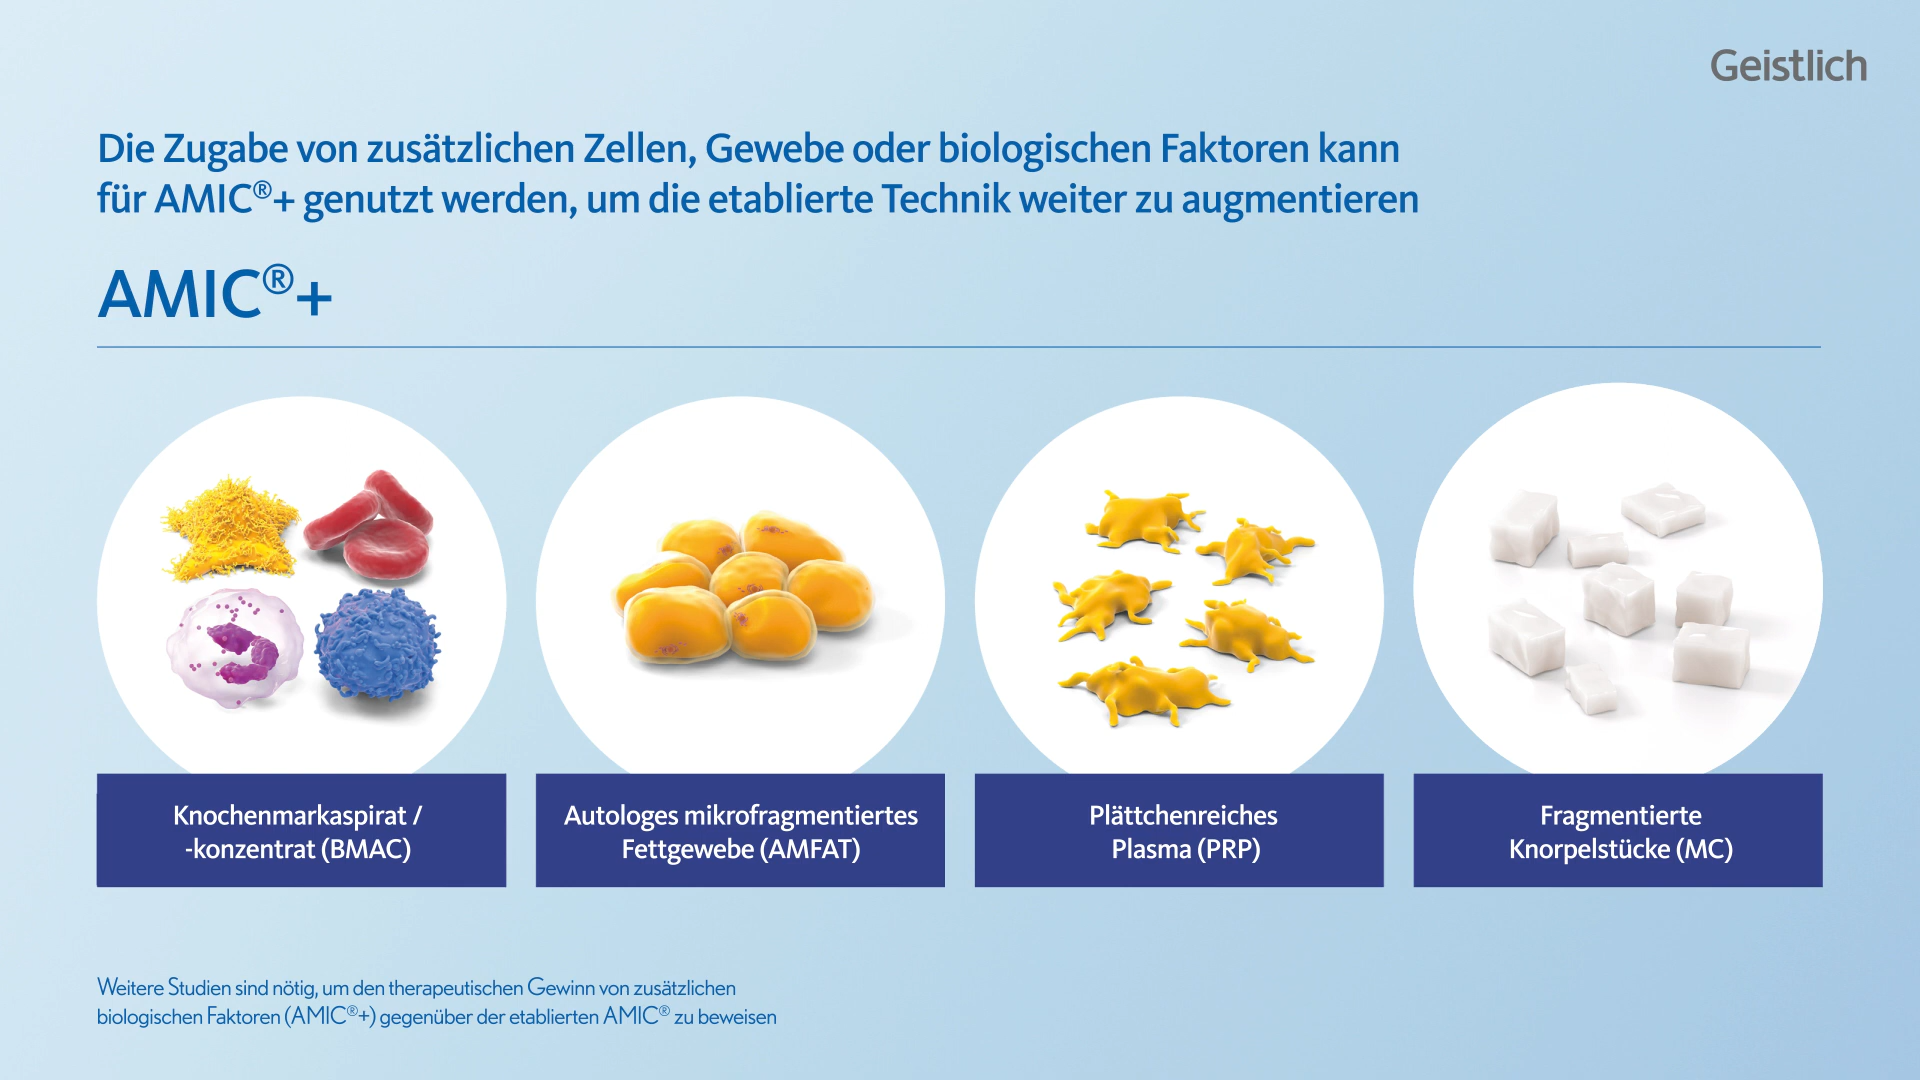 Geistlich
Die Zugabe von zusätzlichen Zellen, Gewebe oder biologischen Faktoren kann
für AMIC®+ genutzt werden, um die etablierte Technik weiter zu augmentieren
AMIC®+
Knochenmarkaspirat /
-konzentrat (BMAC)
Autologes mikrofragmentiertes
Fettgewebe (AMFAT)
Plättchenreiches
Plasma (PRP)
Fragmentierte
Knorpelstücke (MC)
Weitere Studien sind nötig, um den therapeutischen Gewinn von zusätzlichen
biologischen Faktoren (AMIC®+) gegenüber der etablierten AMIC® zu beweisen